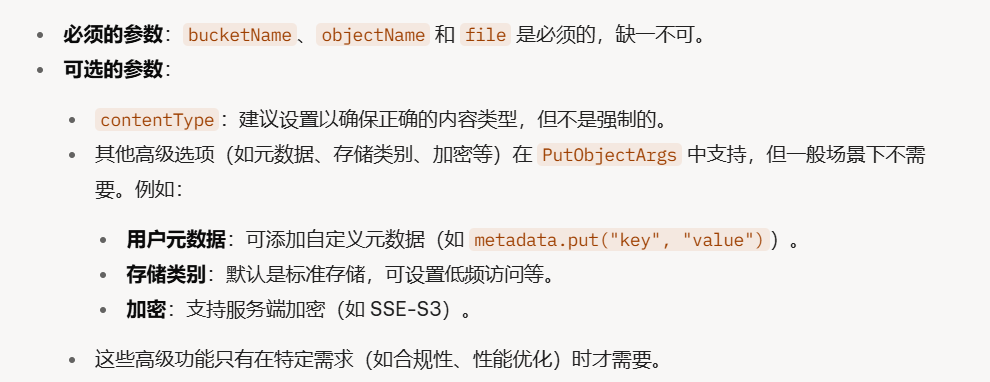 • 必须的参数：bucketName、objectName 和 file 是必须的，缺一不可。
• 可选的参数：
• contentType：建议设置以确保正确的内容类型，但不是强制的。
• 其他高级选项（如元数据、存储类别、加密等）在 PutObjectArgs 中支持，但一般场景下不需
要。例如：
• 用户元数据：可添加自定义元数据（如 metadata.put("key", "value")）。
• 存储类别：默认是标准存储，可设置低频访问等。
• 加密：支持服务端加密（如 SSE-S3）。
• 这些高级功能只有在特定需求（如合规性、性能优化）时才需要。